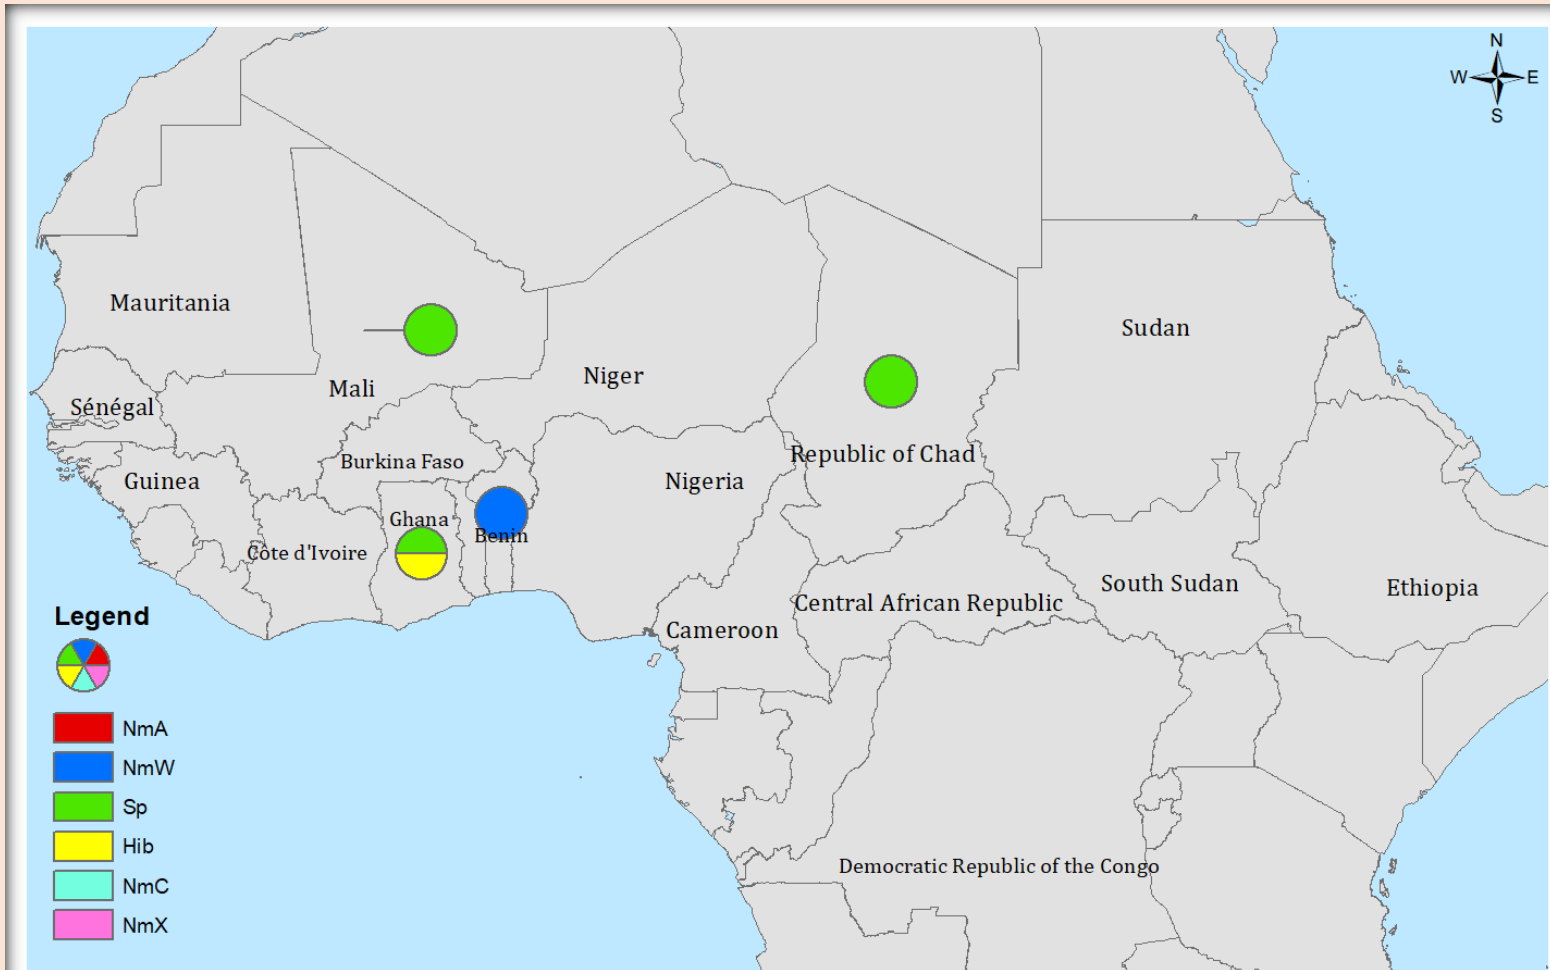 N
W E
S
Mauritania
Sudan
Niger
Mali
Sénégal
Republic of Chad
Burkina Faso
Guinea
Nigeria
Ghana
Benin
Côte d'Ivoire
South Sudan
Ethiopia
Central African Republic
Cameroon
Democratic Republic of the Congo
Legend
NmA
NmW
Sp
Hib
NmC
NmX